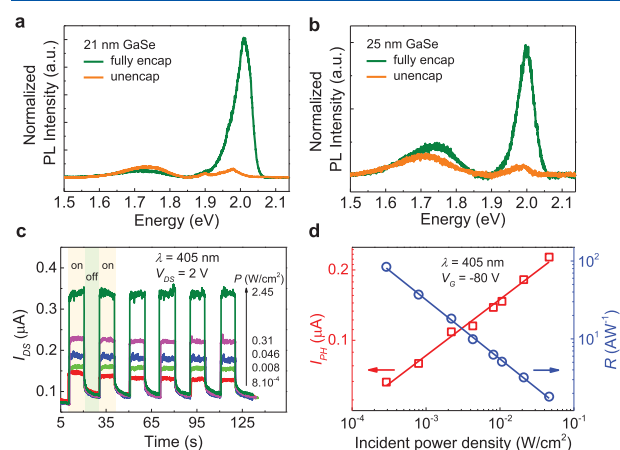 a
21 nm GaSe
fully encap
unencap
Normalized
PL Intensity (a.u.)
1.5 1.6 1.7 1.8 1.9 2.0 2.1
Energy (eV)
b
25 nm GaSe
fully encap
unencap
Normalized
PL Intensity (a.u.)
1.5 1.6 1.7 1.8 1.9 2.0 2.1
Energy (eV)
c
on off on
λ = 405 nm
V_DS = 2 V
P (W/cm²)
2.45
0.31
0.046
0.008
8.10⁻⁴
I_DS (µA)
0.4
0.3
0.2
0.1
5 35 65 95 125
Time (s)
d
λ = 405 nm
V_G = -80 V
I_PH (µA)
0.2
0.1
R (AW⁻¹)
10²
10¹
10⁻⁴ 10⁻³ 10⁻² 10⁻¹
Incident power density (W/cm²)